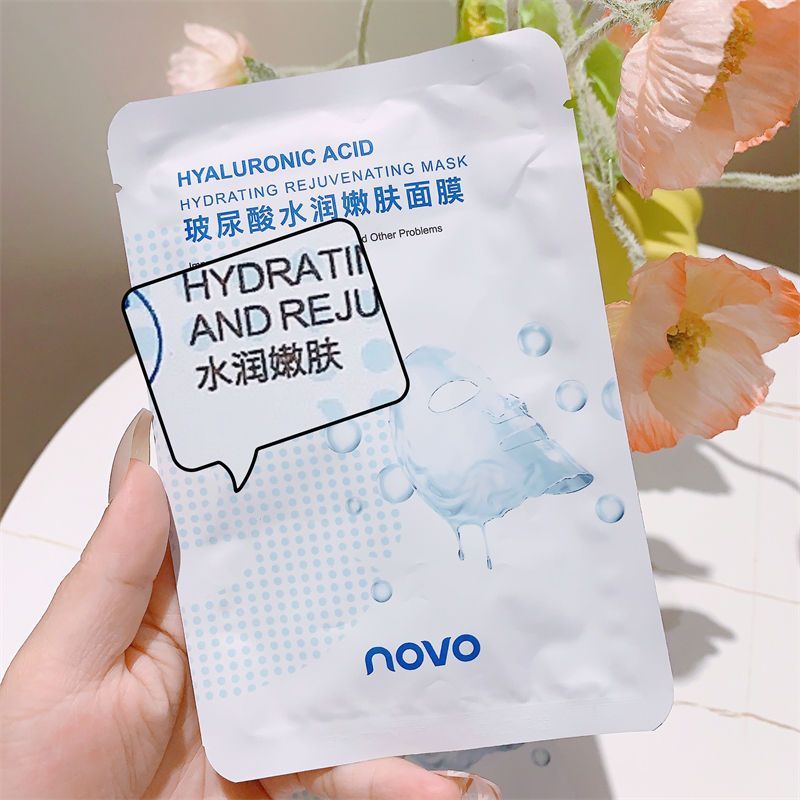 HYALURONIC ACID
HYDRATING REJUVENATING MASK
玻尿酸水润嫩肤面膜
Other Problems
HYDRATI
AND REJU
水润嫩肤
novo